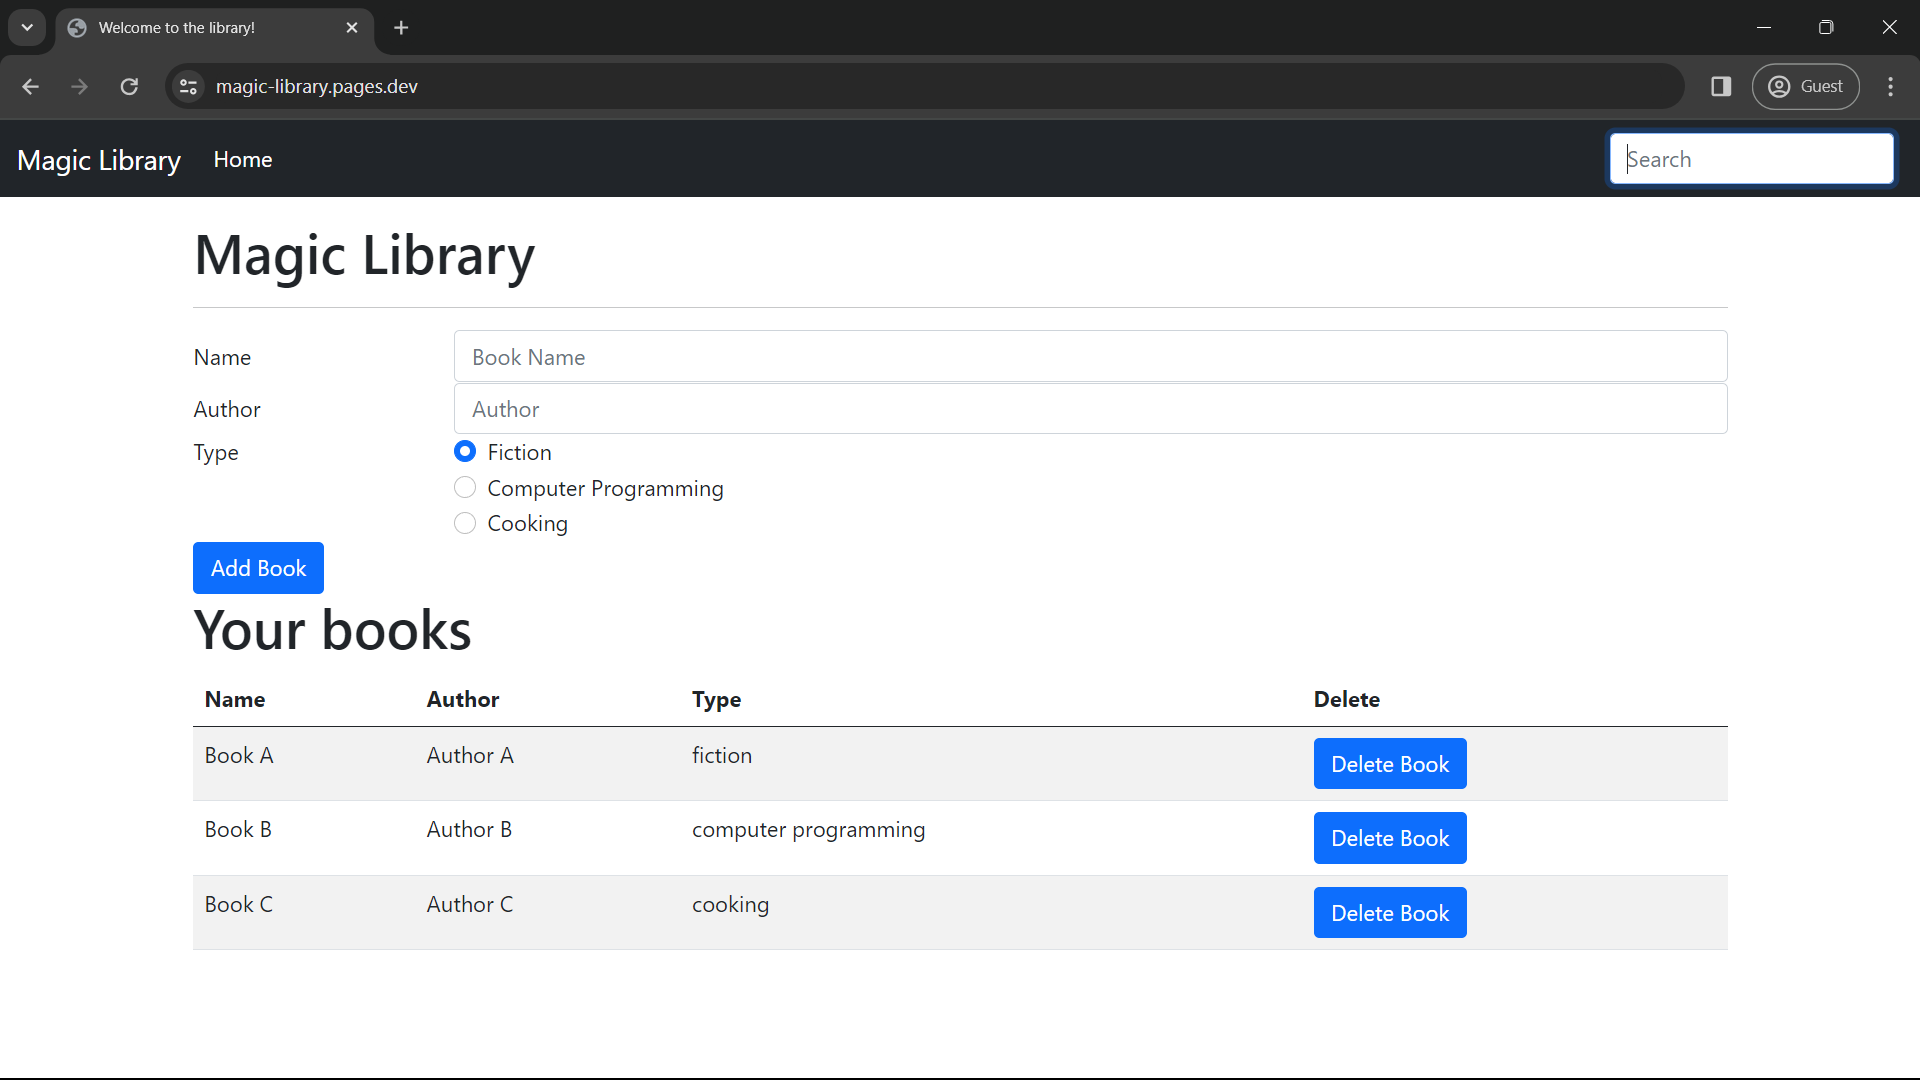 Welcome to the library!
magic-library.pages.dev
Guest
Magic Library Home Search
Magic Library
Name Book Name
Author Author
Type Fiction
Computer Programming
Cooking
Add Book
Your books
Name Author Type Delete
Book A Author A fiction Delete Book
Book B Author B computer programming Delete Book
Book C Author C cooking Delete Book